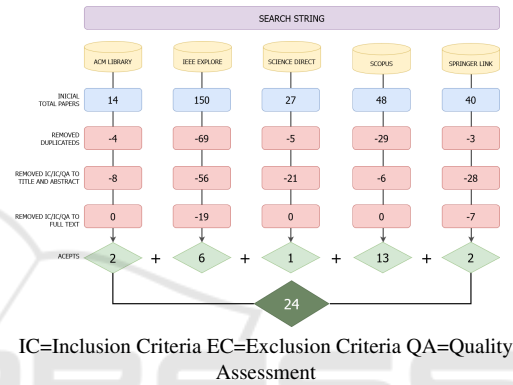 SEARCH STRING
ACM LIBRARY IEEE EXPLORE SCIENCE DIRECT SCOPUS SPRINGER LINK
INICIAL
TOTAL PAPERS
14 150 27 48 40
REMOVED
DUPLICATEDS
-4 -69 -5 -29 -3
REMOVED IC/IC/QA TO
TITLE AND ABSTRACT
-8 -56 -21 -6 -28
REMOVED IC/IC/QA TO
FULL TEXT
0 -19 0 0 -7
ACEPTS
2 + 6 + 1 + 13 + 2
24
IC=Inclusion Criteria EC=Exclusion Criteria QA=Quality
Assessment